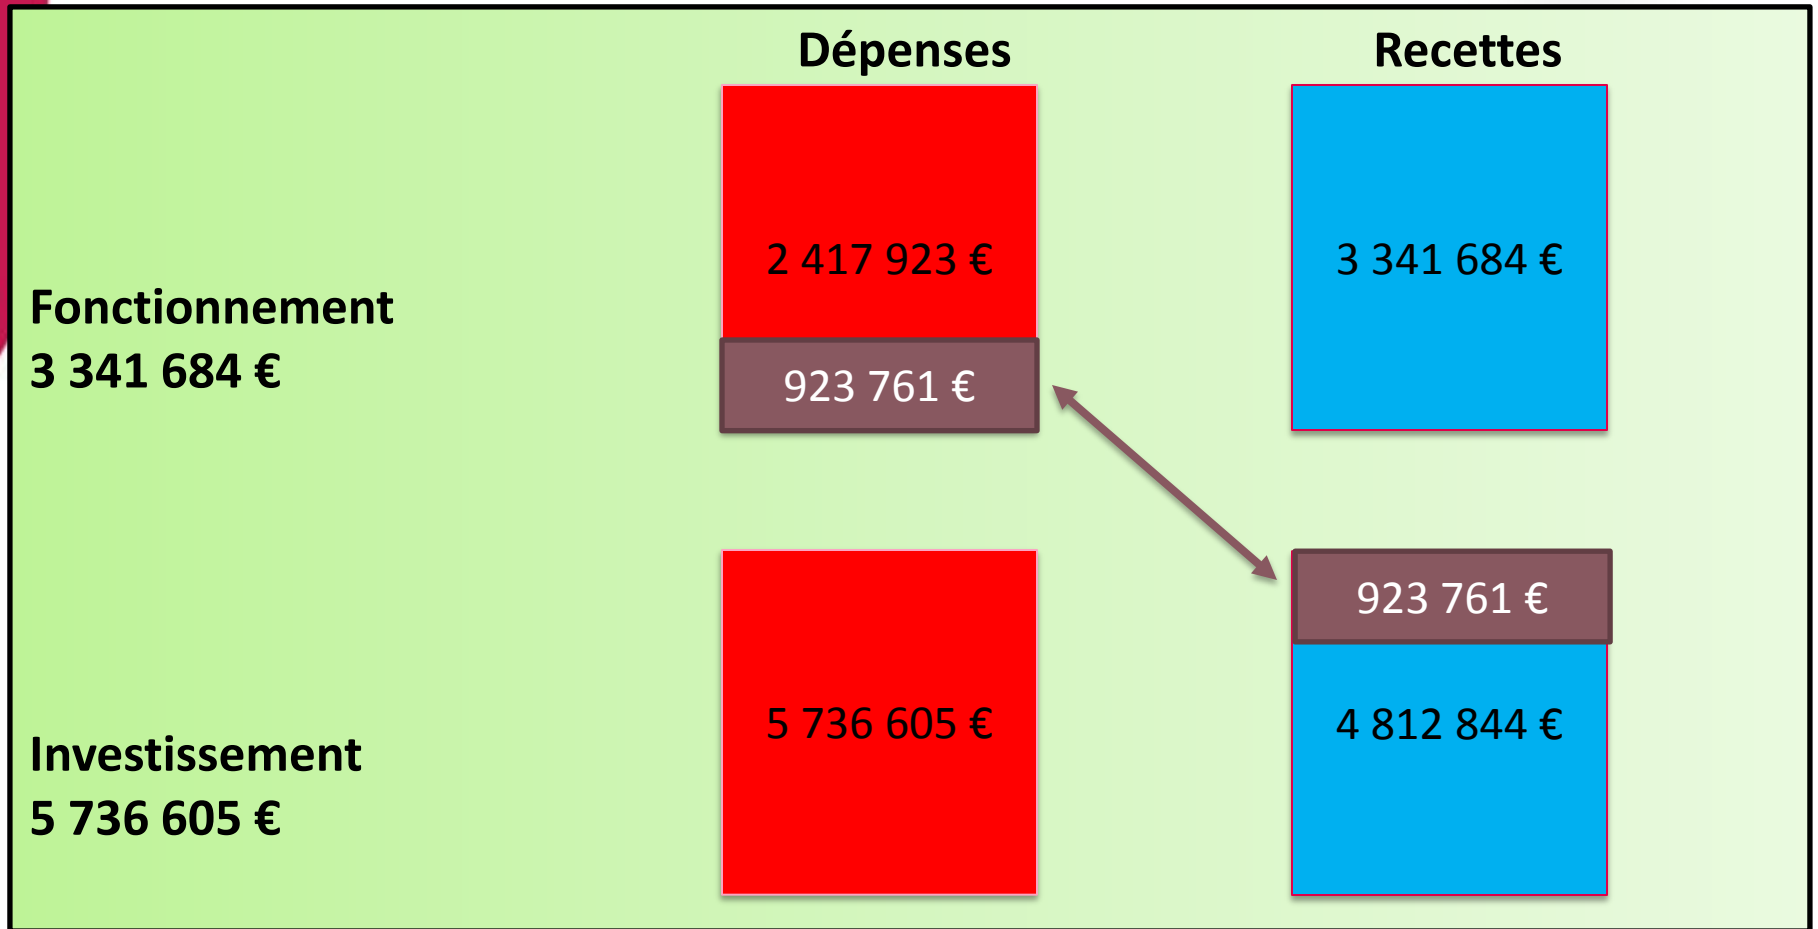 Dépenses
Recettes
2 417 923 €
3 341 684 €
Fonctionnement
3 341 684 €
923 761 €
923 761 €
5 736 605 €
4 812 844 €
Investissement
5 736 605 €